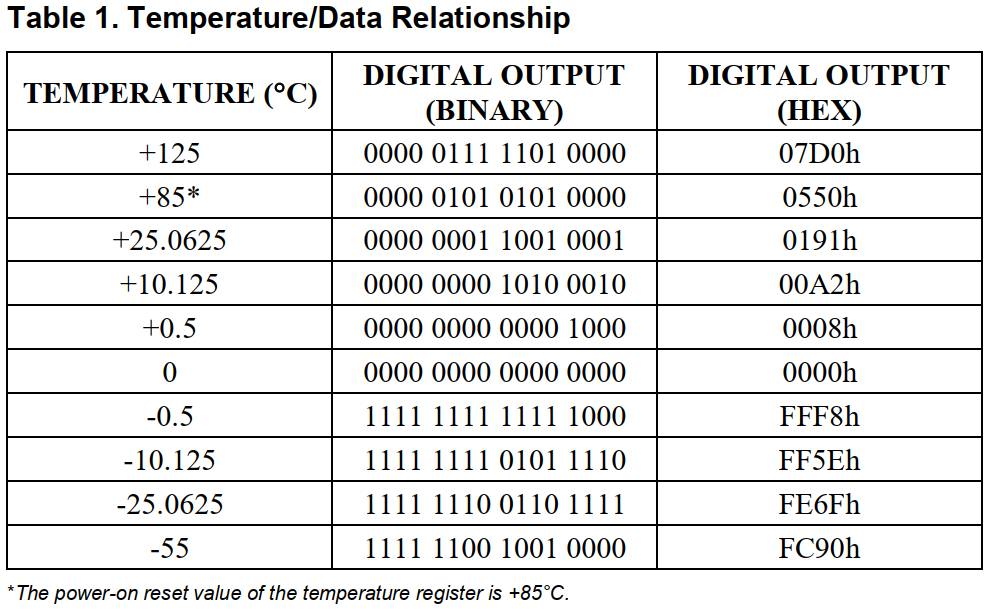 Table 1. Temperature/Data Relationship
TEMPERATURE (°C) DIGITAL OUTPUT (BINARY) DIGITAL OUTPUT (HEX)
+125 0000 0111 1101 0000 07D0h
+85* 0000 0101 0101 0000 0550h
+25.0625 0000 0001 1001 0001 0191h
+10.125 0000 0000 1010 0010 00A2h
+0.5 0000 0000 0000 1000 0008h
0 0000 0000 0000 0000 0000h
-0.5 1111 1111 1111 1000 FFF8h
-10.125 1111 1111 0101 1110 FF5Eh
-25.0625 1111 1110 0110 1111 FE6Fh
-55 1111 1100 1001 0000 FC90h
*The power-on reset value of the temperature register is +85°C.